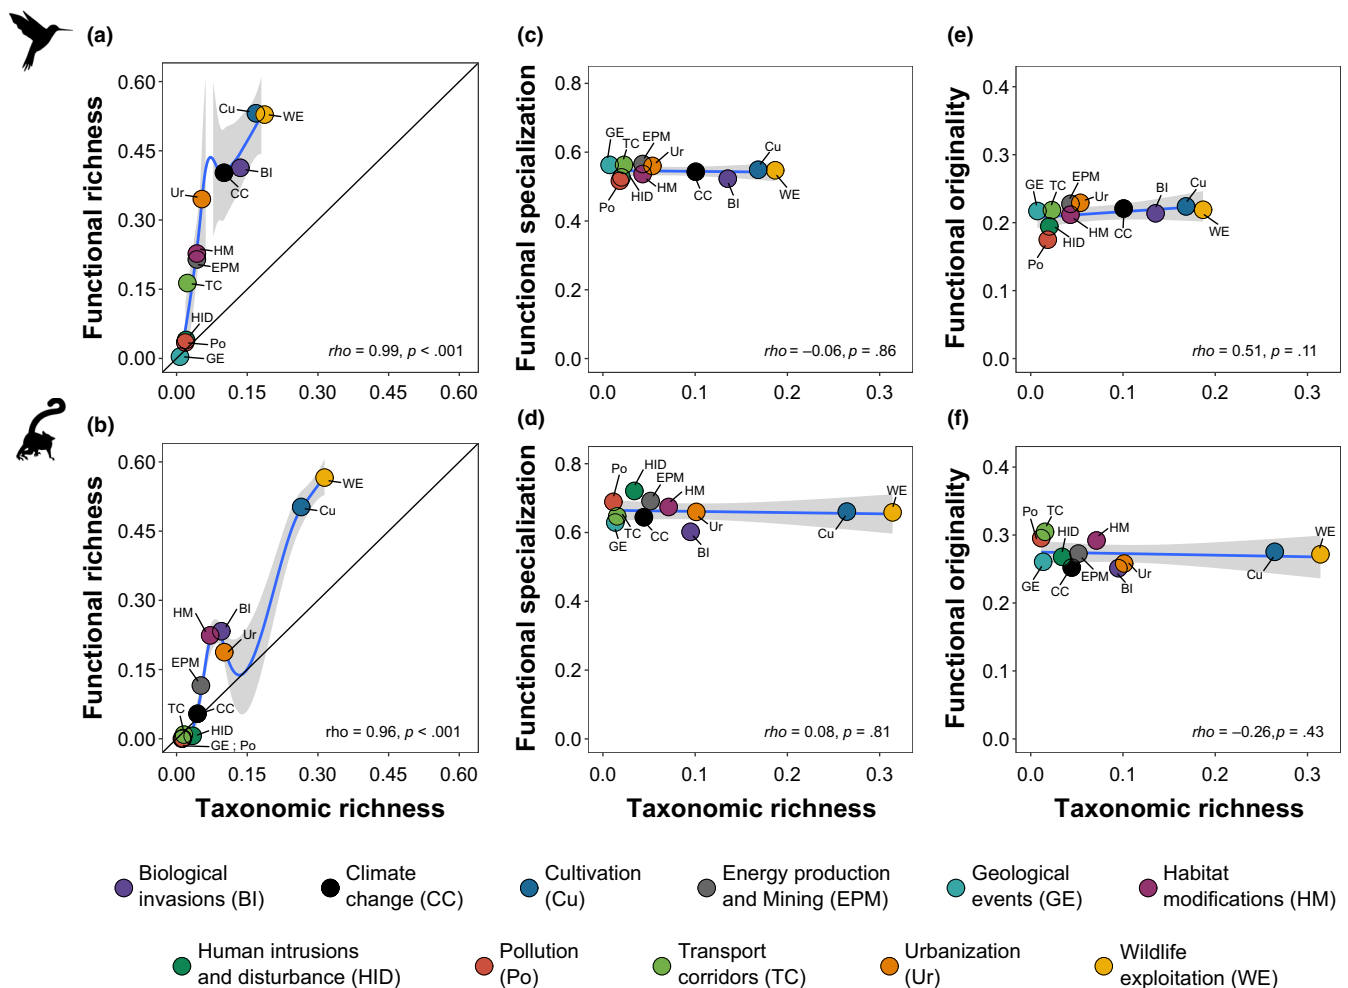 (a)
Functional richness
0.60
0.45
0.30
0.15
0.00
Cu
WE
BI
CC
Ur
HM
EPM
TC
HID
Po
GE
rho = 0.99, p < .001
0.00 0.15 0.30 0.45 0.60
(c)
Functional specialization
0.8
0.6
0.4
0.2
0.0
GE
TC
EPM
Ur
Cu
Po
HID
HM
CC
BI
WE
rho = –0.06, p = .86
0.0 0.1 0.2 0.3
(e)
Functional originality
0.4
0.3
0.2
0.1
0.0
GE
TC
EPM
Ur
BI
Cu
Po
HID
HM
CC
WE
rho = 0.51, p = .11
0.0 0.1 0.2 0.3
(b)
Functional richness
0.60
0.45
0.30
0.15
0.00
WE
Cu
HM
BI
Ur
EPM
TC
CC
HID
GE ; Po
rho = 0.96, p < .001
0.00 0.15 0.30 0.45 0.60
Taxonomic richness
(d)
Functional specialization
0.8
0.6
0.4
0.2
0.0
Po
HID
EPM
HM
WE
GE
TC
CC
Ur
BI
Cu
rho = 0.08, p = .81
0.0 0.1 0.2 0.3
Taxonomic richness
(f)
Functional originality
0.4
0.3
0.2
0.1
0.0
Po
TC
HID
HM
WE
GE
CC
EPM
BI
Ur
Cu
rho = –0.26, p = .43
0.0 0.1 0.2 0.3
Taxonomic richness
Biological
invasions (BI)
Climate
change (CC)
Cultivation
(Cu)
Energy production
and Mining (EPM)
Geological
events (GE)
Habitat
modifications (HM)
Human intrusions
and disturbance (HID)
Pollution
(Po)
Transport
corridors (TC)
Urbanization
(Ur)
Wildlife
exploitation (WE)